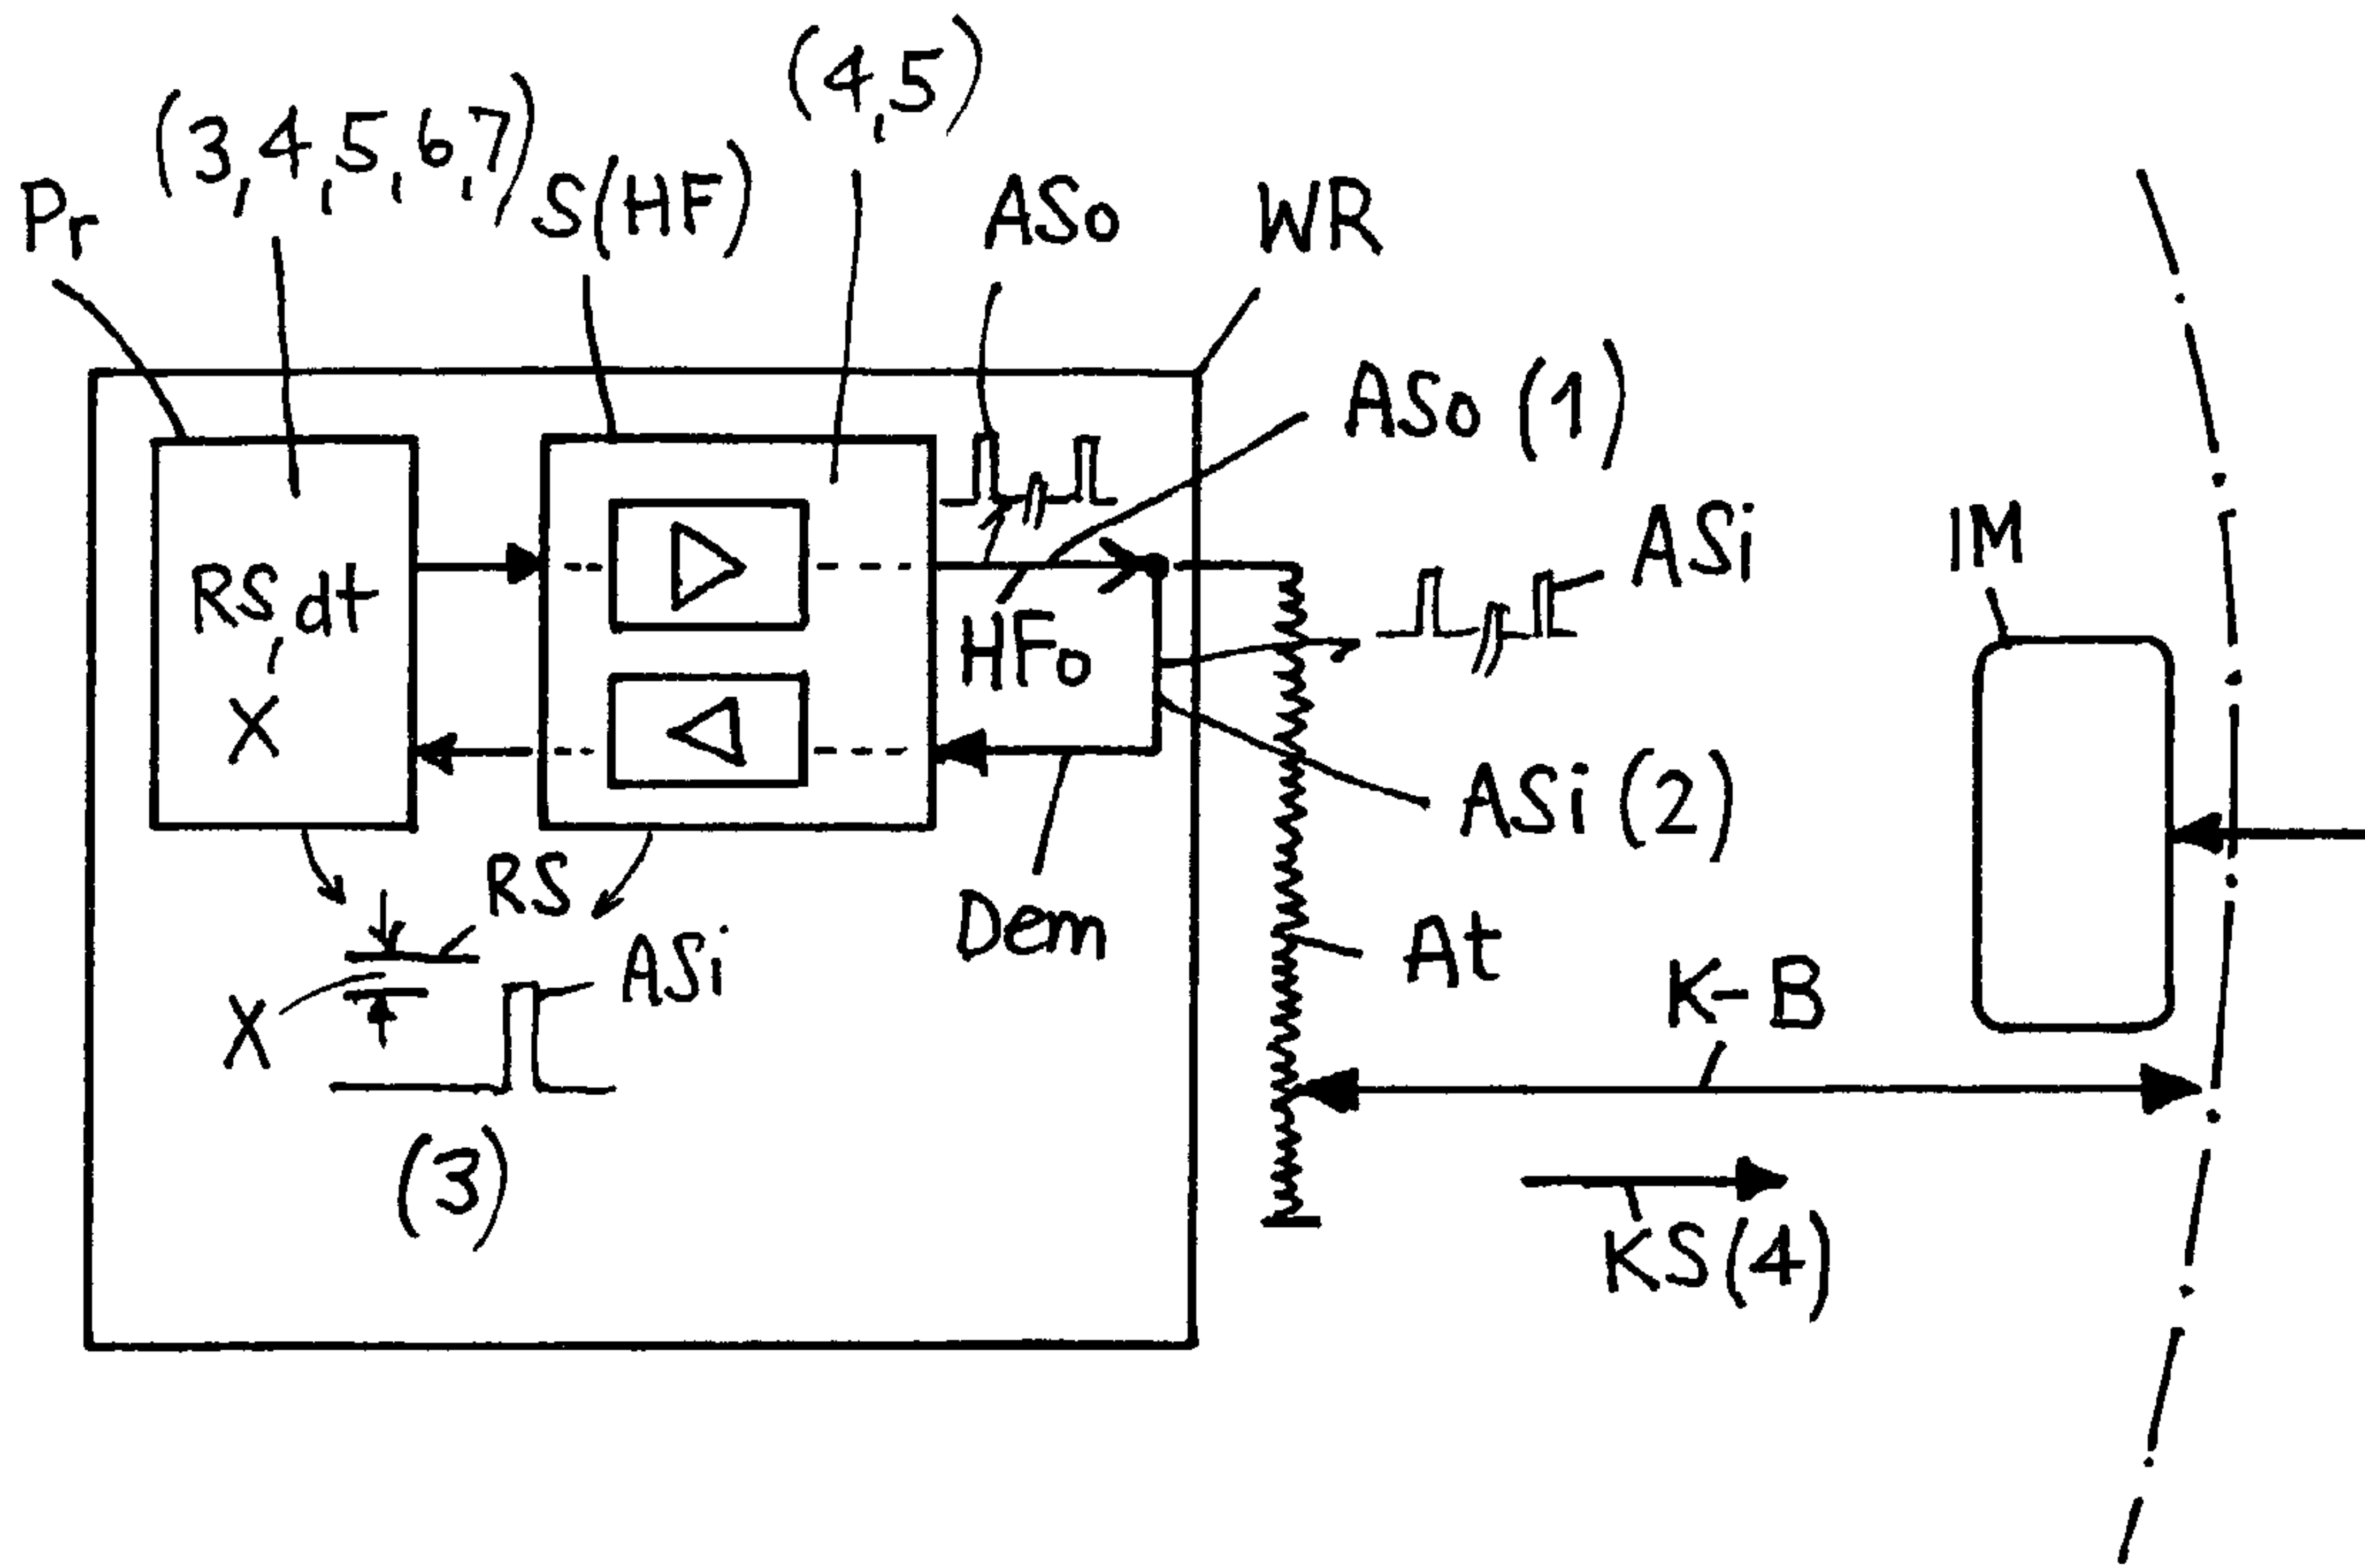 (4,5)
(3,4,5,6,7)
Pr
S(HF)
ASo
WR
ASo (1)
ASi
IM
RS, dt
X
HFo
ASi (2)
RS
Dem
ASi
At
K-B
X
(3)
KS(4)